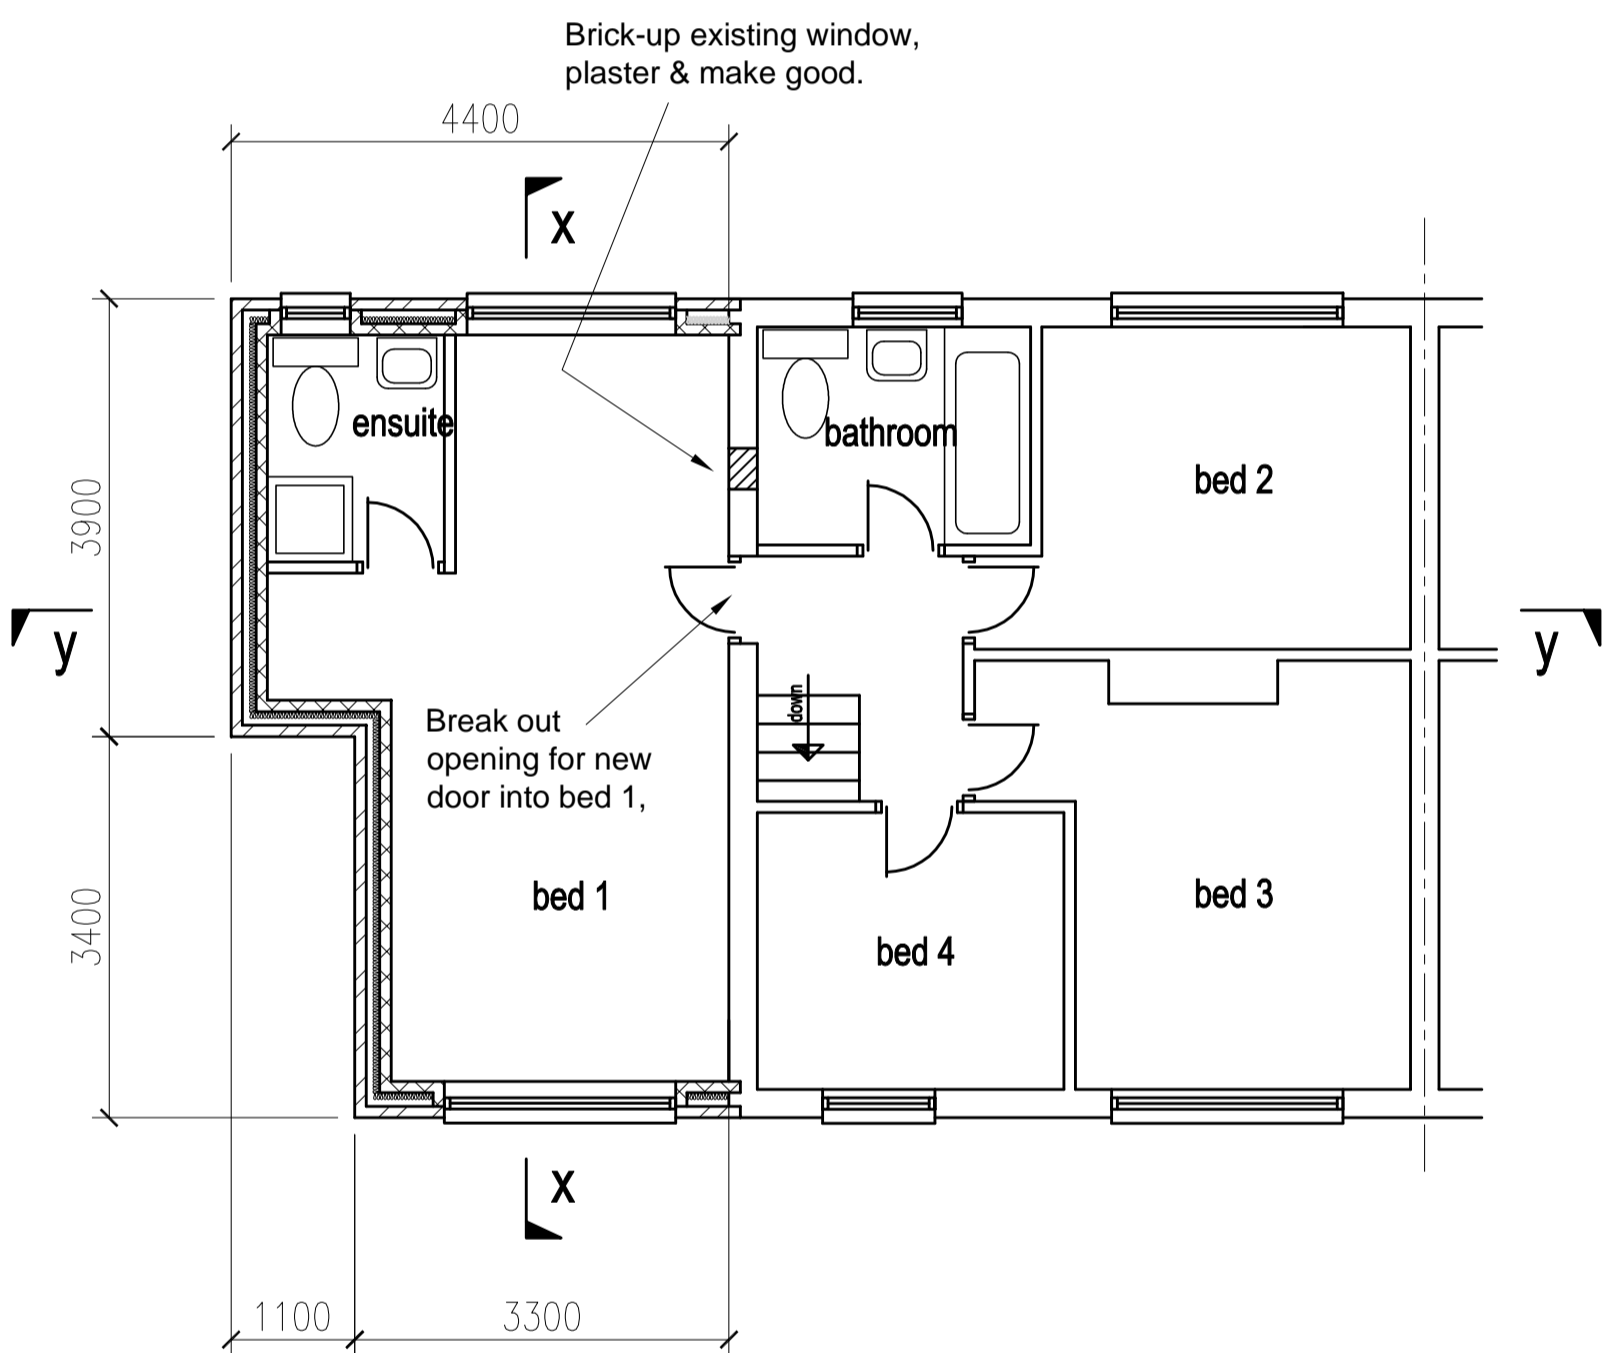 Brick-up existing window,
plaster & make good.
4400
x
ensuite
bathroom
bed 2
3900
y
y
down
Break out
opening for new
door into bed 1,
bed 1
bed 4
bed 3
3400
x
1100
3300